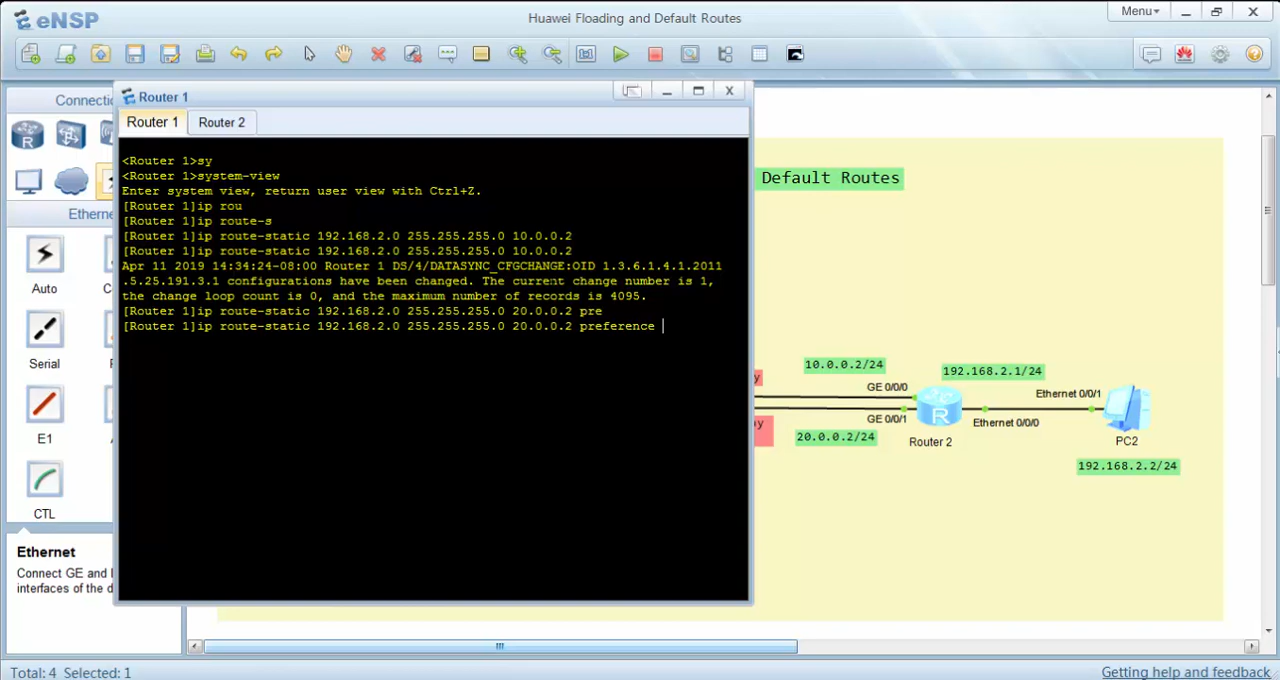 eNSP
Huawei Floading and Default Routes
Menu
Router 1
Router 1
Router 2
<Router 1>sy
<Router 1>system-view
Enter system view, return user view with Ctrl+Z.
[Router 1]ip rou
[Router 1]ip route-s
[Router 1]ip route-static 192.168.2.0 255.255.255.0 10.0.0.2
[Router 1]ip route-static 192.168.2.0 255.255.255.0 10.0.0.2
Apr 11 2019 14:34:24-08:00 Router 1 DS/4/DATASYNC_CFGCHANGE:OID 1.3.6.1.4.1.2011
.5.25.191.3.1 configurations have been changed. The current change number is 1,
the change loop count is 0, and the maximum number of records is 4095.
[Router 1]ip route-static 192.168.2.0 255.255.255.0 20.0.0.2 pre
[Router 1]ip route-static 192.168.2.0 255.255.255.0 20.0.0.2 preference
Connecti
Etherne
Auto
C
Serial
E1
CTL
Ethernet
Connect GE and
interfaces of the d
Default Routes
y
10.0.0.2/24
GE 0/0/0
192.168.2.1/24
Ethernet 0/0/1
y
GE 0/0/1
20.0.0.2/24
Router 2
Ethernet 0/0/0
PC2
192.168.2.2/24
Total: 4 Selected: 1
Getting help and feedback